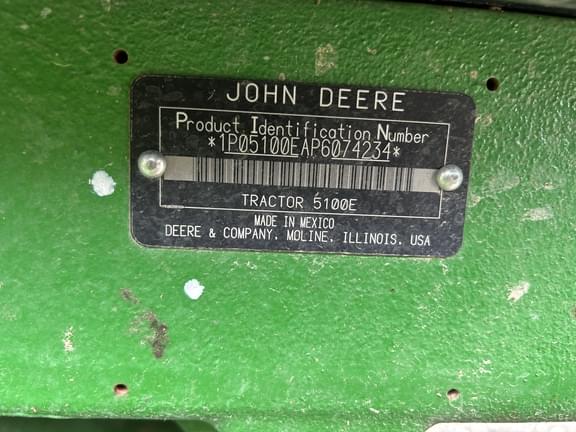 JOHN DEERE
Product Identification Number
*1P05100EAP6074234*
TRACTOR 5100E
MADE IN MEXICO
DEERE & COMPANY, MOLINE, ILLINOIS, USA